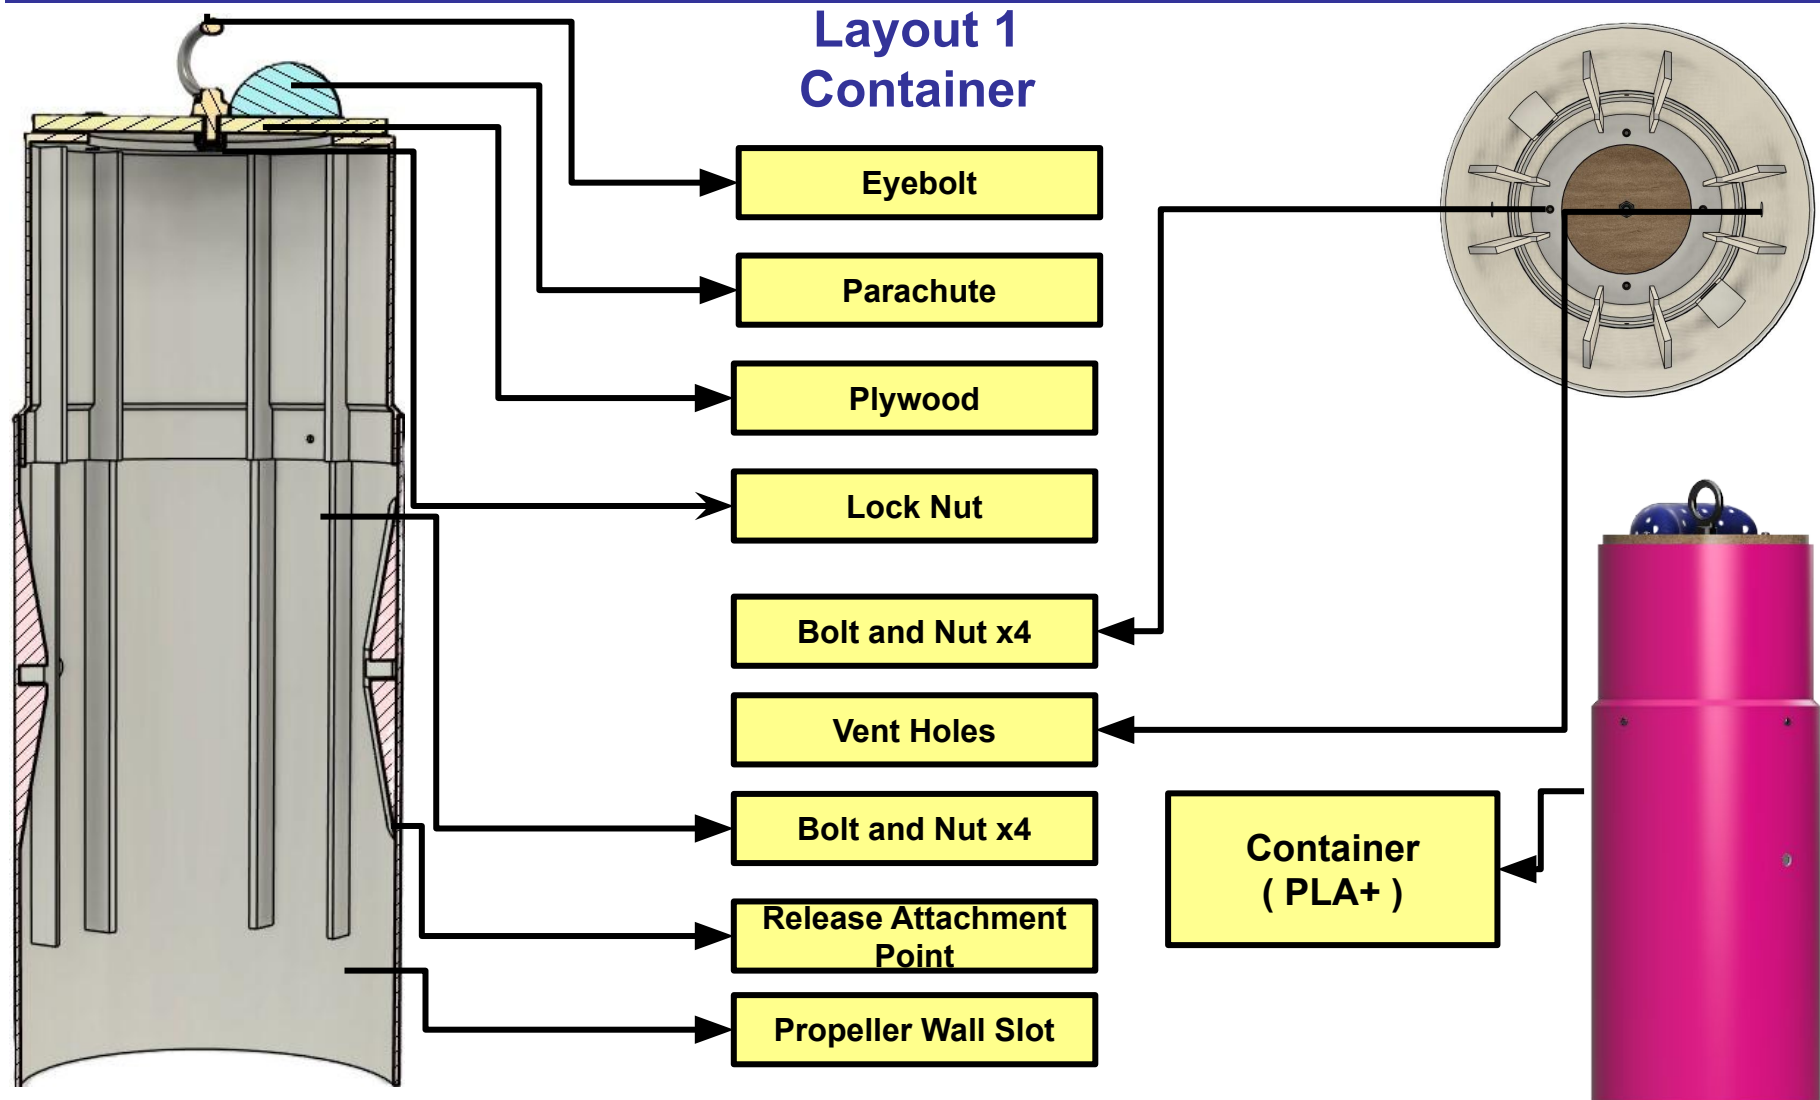 Layout 1
Container
Eyebolt
Parachute
Plywood
Lock Nut
Bolt and Nut x4
Vent Holes
Bolt and Nut x4
Release Attachment
Point
Propeller Wall Slot
Container
( PLA+ )